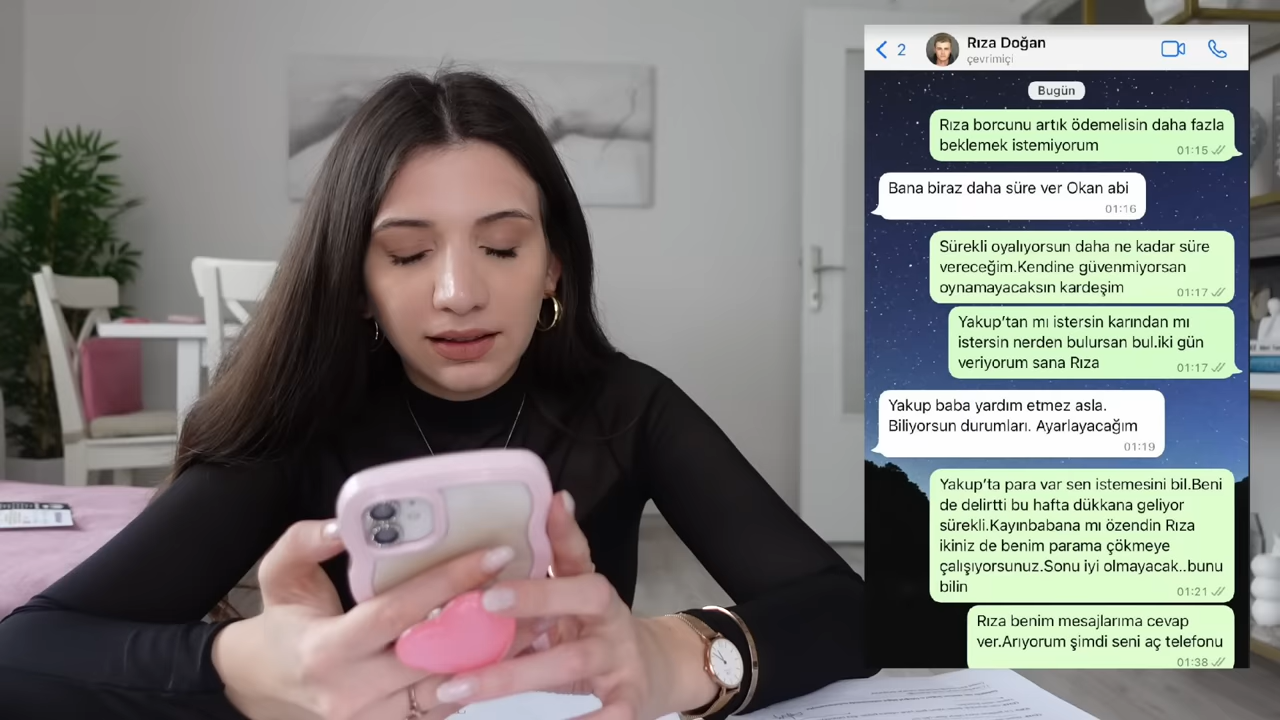 2
Rıza Doğan
çevrimiçi
Bugün
Rıza borcunu artık ödemelisin daha fazla
beklemek istemiyorum
01:15
Bana biraz daha süre ver Okan abi
01:16
Sürekli oyalıyorsun daha ne kadar süre
vereceğim.Kendine güvenmiyorsan
oynamayacaksın kardeşim
01:17
Yakup’tan mı istersin karından mı
istersin nerden bulursan bul.iki gün
veriyorum sana Rıza
01:17
Yakup baba yardım etmez asla.
Biliyorsun durumları. Ayarlayacağım
01:19
Yakup’ta para var sen istemesini bil.Beni
de delirtti bu hafta dükkana geliyor
sürekli.Kayınbabana mı özendin Rıza
ikiniz de benim parama çökmeye
çalışıyorsunuz.Sonu iyi olmayacak..bunu
bilin
01:21
Rıza benim mesajlarıma cevap
ver.Arıyorum şimdi seni aç telefonu
01:38